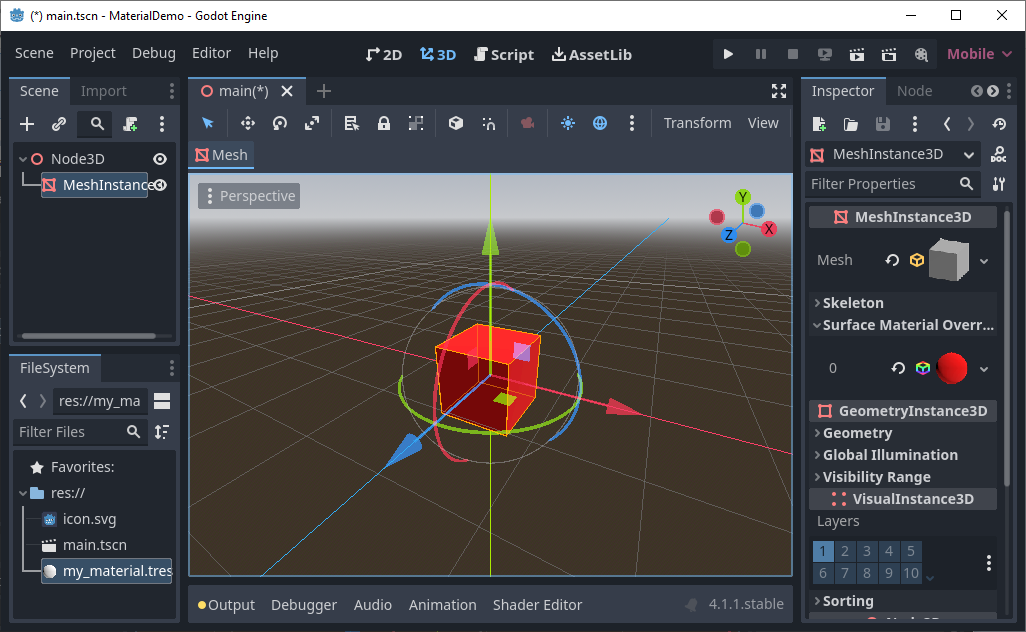 (*) main.tscn - MaterialDemo - Godot Engine
Scene Project Debug Editor Help
2D 3D Script AssetLib
Mobile
Scene Import
main(*)
Inspector Node
Transform View
Node3D
MeshInstance
Mesh
MeshInstance3D
Filter Properties
Perspective
Y
X
Z
MeshInstance3D
Mesh
Skeleton
Surface Material Overr...
0
FileSystem
res://my_ma
Filter Files
Favorites:
res://
icon.svg
main.tscn
my_material.tres
GeometryInstance3D
Geometry
Global Illumination
Visibility Range
VisualInstance3D
Layers
1 2 3 4 5
6 7 8 9 10
Sorting
Output Debugger Audio Animation Shader Editor
4.1.1.stable